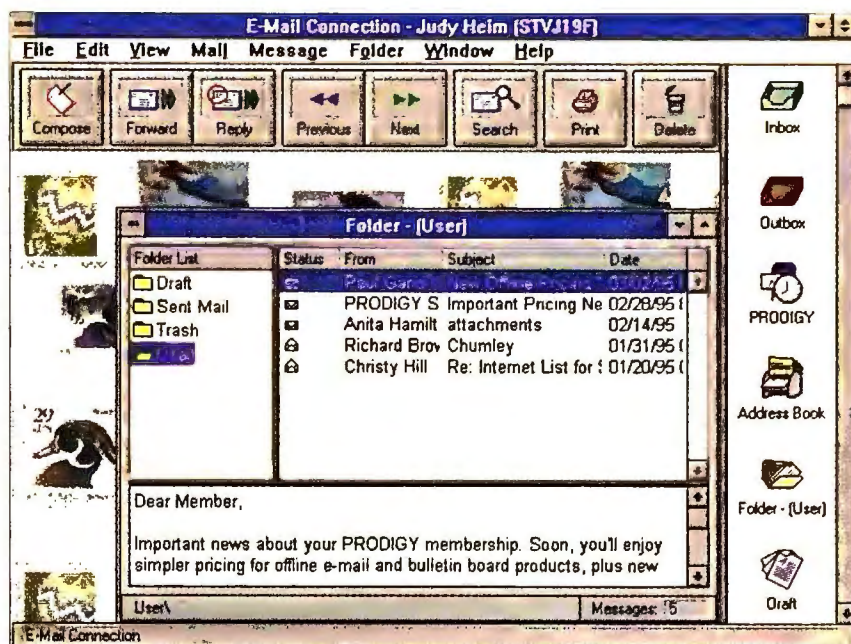 E-Mail Connection - Judy Heim (STVJ19F)
File Edit View Mail Message Folder Window Help
Compose Forward Reply Previous Next Search Print Delete
Inbox
Outbox
PRODIGY
Address Book
Folder - [User]
Draft
Folder - [User]
Folder List
Draft
Sent Mail
Trash
Status From Subject Date
PRODIGY S Important Pricing Ne 02/28/95
Anita Hamilt attachments 02/14/95
Richard Brov Chumley 01/31/95
Christy Hill Re: Internet List for 01/20/95
Dear Member,
Important news about your PRODIGY membership. Soon, you'll enjoy
simpler pricing for offline e-mail and bulletin board products, plus new
User\ Messages: 5
E-Mail Connection